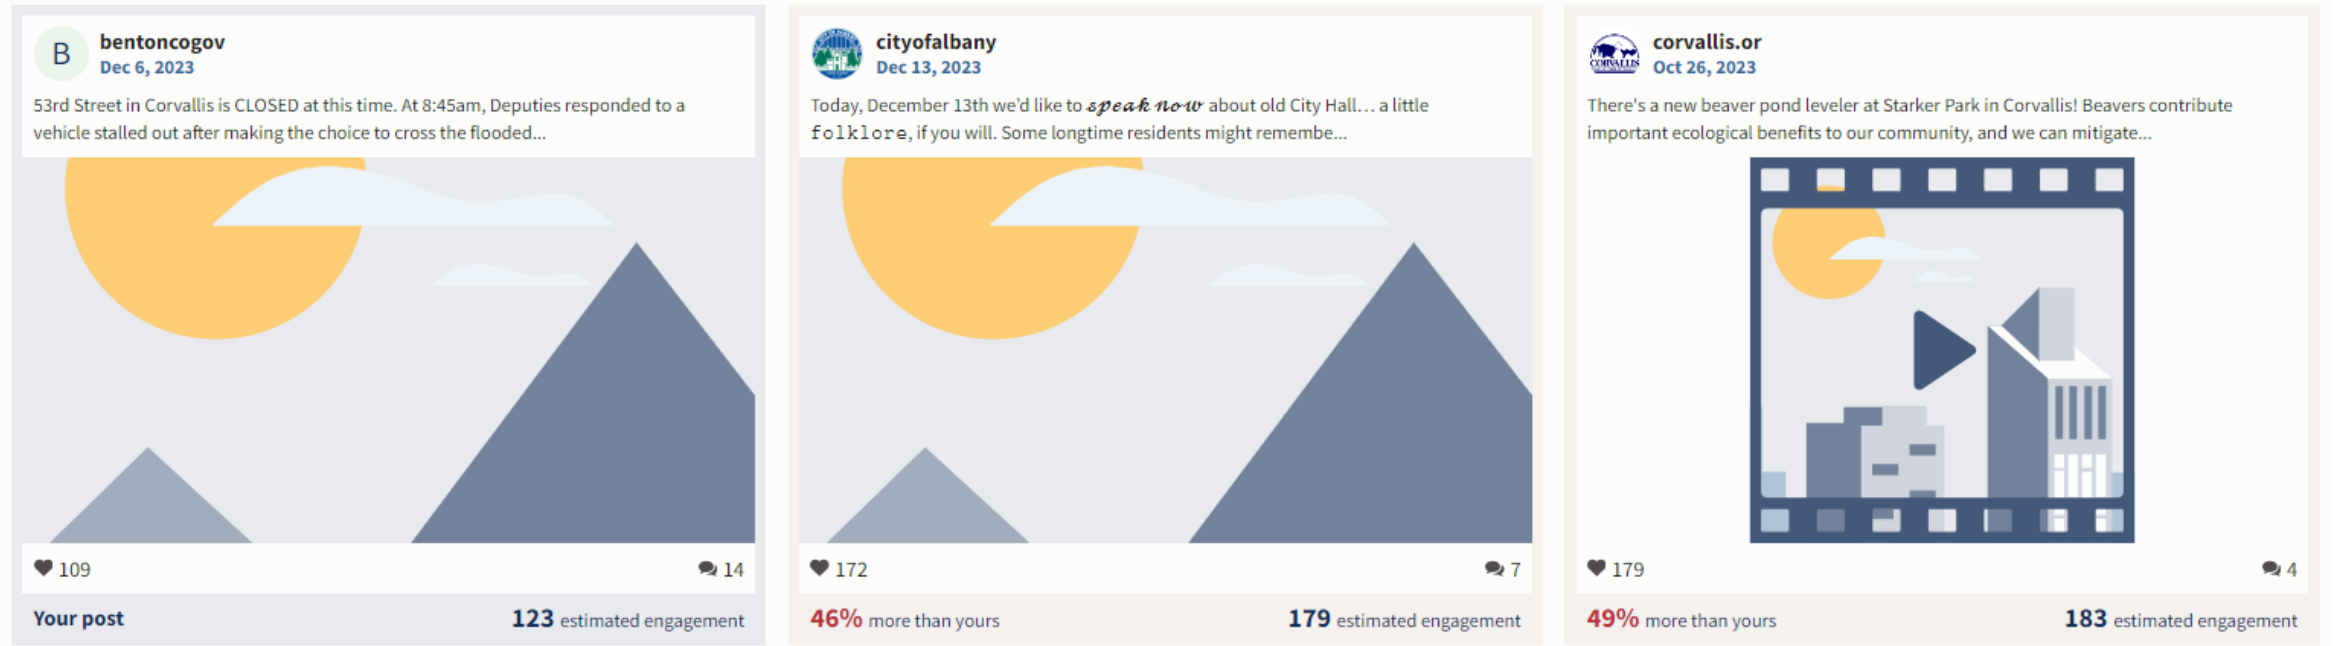 B
bentoncogov
Dec 6, 2023
53rd Street in Corvallis is CLOSED at this time. At 8:45am, Deputies responded to a
vehicle stalled out after making the choice to cross the flooded...
109
14
Your post
123 estimated engagement
cityofalbany
Dec 13, 2023
Today, December 13th we'd like to 𝓼𝓹𝓮𝓪𝓴 𝓷𝓸𝔀 about old City Hall... a little
𝚏𝚘𝚕𝚔𝚕𝚘𝚛𝚎, if you will. Some longtime residents might remembe...
172
7
46% more than yours
179 estimated engagement
CORVALLIS
corvallis.or
Oct 26, 2023
There's a new beaver pond leveler at Starker Park in Corvallis! Beavers contribute
important ecological benefits to our community, and we can mitigate...
179
4
49% more than yours
183 estimated engagement